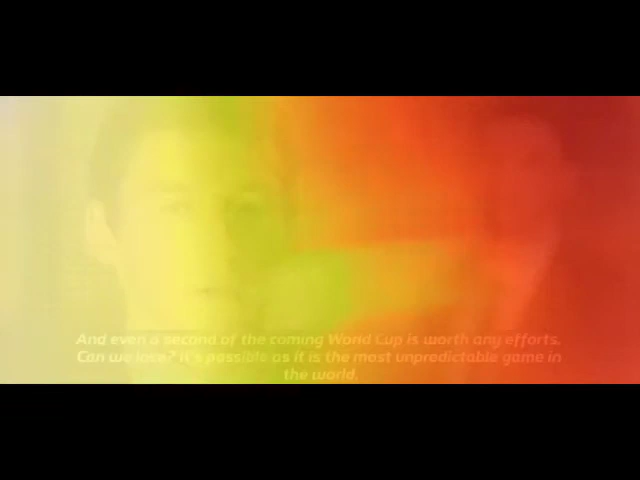 And even a second of the coming World Cup is worth any efforts.
Can we lose? It's possible as it is the most unpredictable game in
the world.